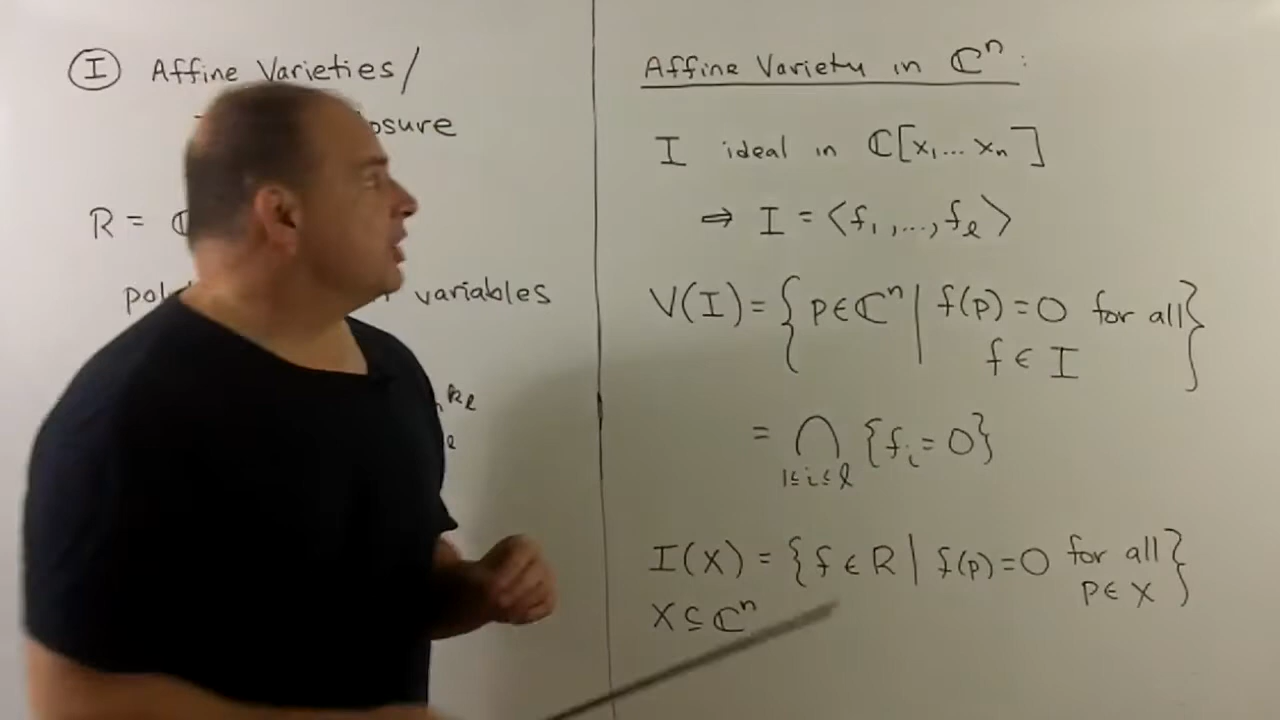 Ⓘ Affine Varieties/
R =
variables
Affine Variety in ℂⁿ:
I ideal in ℂ[x₁...xₙ]
⇒ I = <f₁,...,fℓ>
V(I) = {p∈ℂⁿ | f(p)=0 for all
f ∈ I}
= ⋂ {fᵢ=0}
1≤i≤ℓ
I(X) = {f ∈ R | f(p)=0 for all
p∈X}
X⊆ℂⁿ